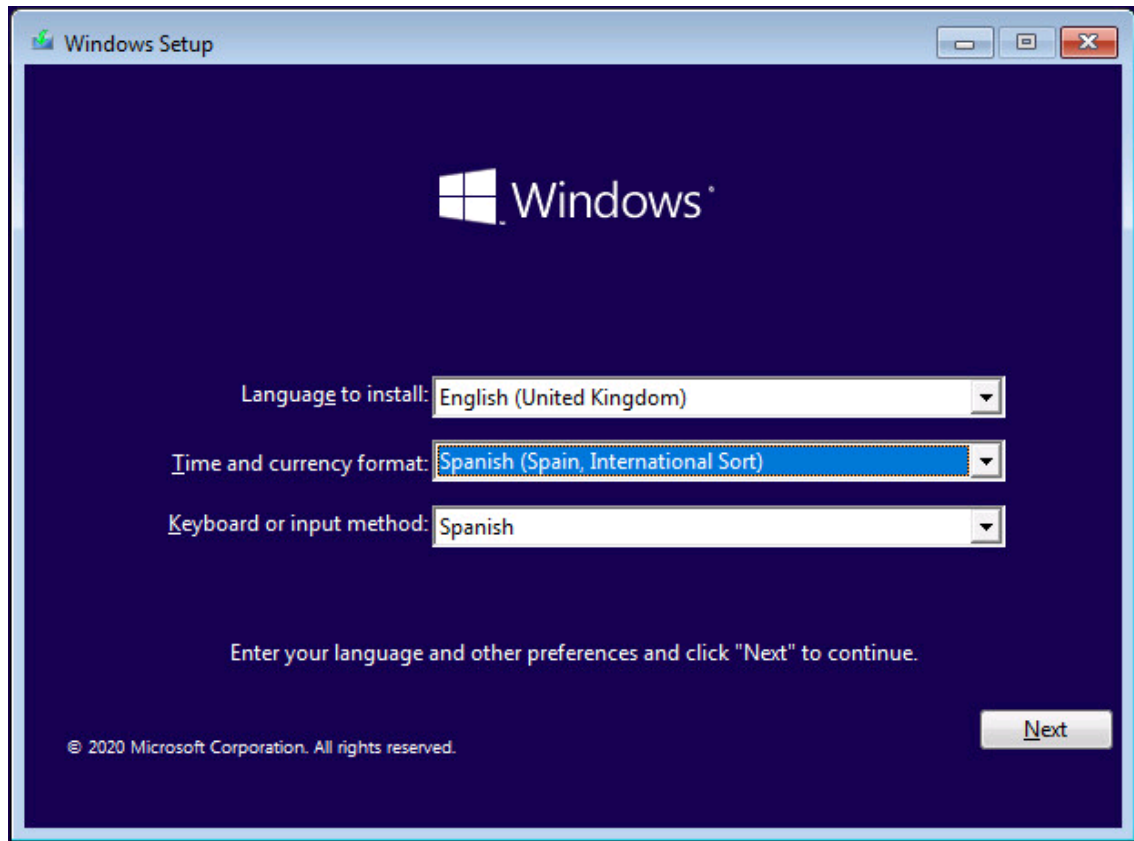 Windows Setup
Windows
Language to install: English (United Kingdom)
Time and currency format: Spanish (Spain, International Sort)
Keyboard or input method: Spanish
Enter your language and other preferences and click "Next" to continue.
Next
© 2020 Microsoft Corporation. All rights reserved.